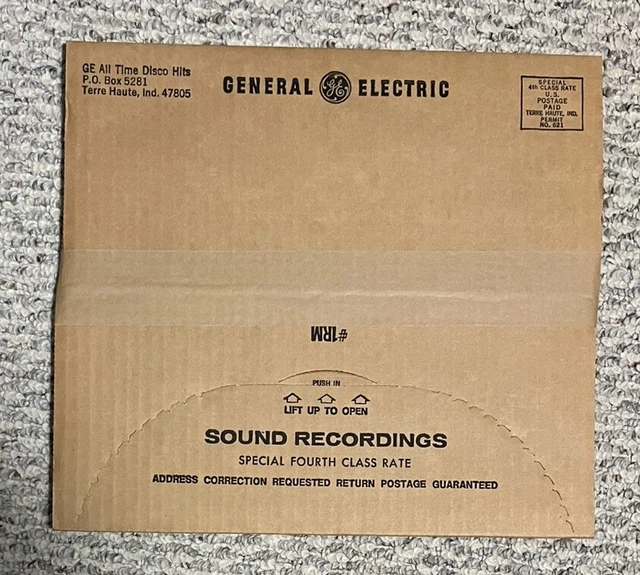 GE All Time Disco Hits
P.O. Box 5281
Terre Haute, Ind. 47805
GENERAL GE ELECTRIC
SPECIAL
4th CLASS RATE
U.S.
POSTAGE
PAID
TERRE HAUTE, IND.
PERMIT
NO. 621
#1RM
PUSH IN
LIFT UP TO OPEN
SOUND RECORDINGS
SPECIAL FOURTH CLASS RATE
ADDRESS CORRECTION REQUESTED RETURN POSTAGE GUARANTEED